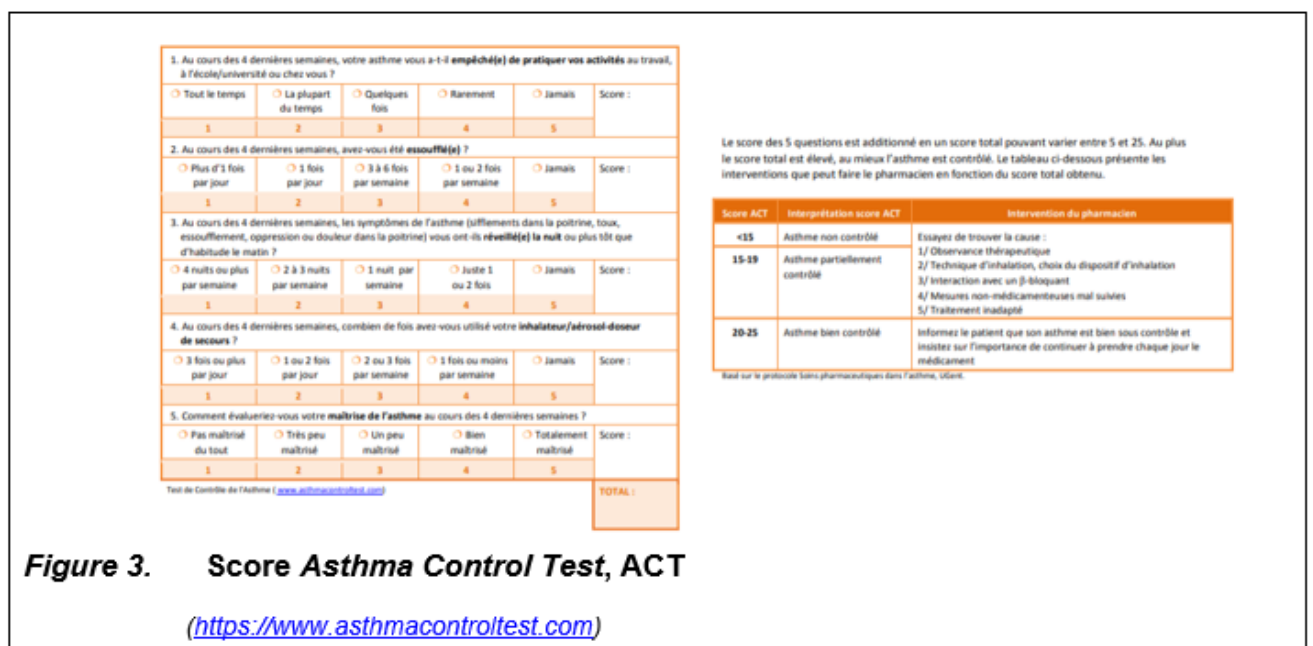 1. Au cours des 4 dernières semaines, votre asthme vous a-t-il empêché(e) de pratiquer vos activités au travail,
à l'école/université ou chez vous ?
Tout le temps La plupart du temps Quelques fois Rarement Jamais Score :
1 2 3 4 5
2. Au cours des 4 dernières semaines, avez-vous été essoufflé(e) ?
Plus d'1 fois par jour 1 fois par jour 3 à 6 fois par semaine 1 ou 2 fois par semaine Jamais Score :
1 2 3 4 5
3. Au cours des 4 dernières semaines, les symptômes de l'asthme (sifflements dans la poitrine, toux,
essoufflement, oppression ou douleur dans la poitrine) vous ont-ils réveillé(e) la nuit ou plus tôt que
d'habitude le matin ?
4 nuits ou plus par semaine 2 à 3 nuits par semaine 1 nuit par semaine Juste 1 ou 2 fois Jamais Score :
1 2 3 4 5
4. Au cours des 4 dernières semaines, combien de fois avez-vous utilisé votre inhalateur/aérosol-doseur
de secours ?
3 fois ou plus par jour 1 ou 2 fois par jour 2 ou 3 fois par semaine 1 fois ou moins par semaine Jamais Score :
1 2 3 4 5
5. Comment évalueriez-vous votre maîtrise de l'asthme au cours des 4 dernières semaines ?
Pas maîtrisé du tout Très peu maîtrisé Un peu maîtrisé Bien maîtrisé Totalement maîtrisé Score :
1 2 3 4 5
Test de Contrôle de l'Asthme ( www.asthmacontroltest.com)
TOTAL :
Le score des 5 questions est additionné en un score total pouvant varier entre 5 et 25. Au plus
le score total est élevé, au mieux l'asthme est contrôlé. Le tableau ci-dessous présente les
interventions que peut faire le pharmacien en fonction du score total obtenu.
Score ACT Interprétation score ACT Intervention du pharmacien
<15 Asthme non contrôlé
15-19 Asthme partiellement contrôlé
Essayez de trouver la cause :
1/ Observance thérapeutique
2/ Technique d'inhalation, choix du dispositif d'inhalation
3/ Interaction avec un β-bloquant
4/ Mesures non-médicamenteuses mal suivies
5/ Traitement inadapté
20-25 Asthme bien contrôlé
Informez le patient que son asthme est bien sous contrôle et
insistez sur l'importance de continuer à prendre chaque jour le
médicament
Basé sur le protocole Soins pharmaceutiques dans l'asthme, UGent.
Figure 3. Score Asthma Control Test, ACT
(https://www.asthmacontroltest.com)